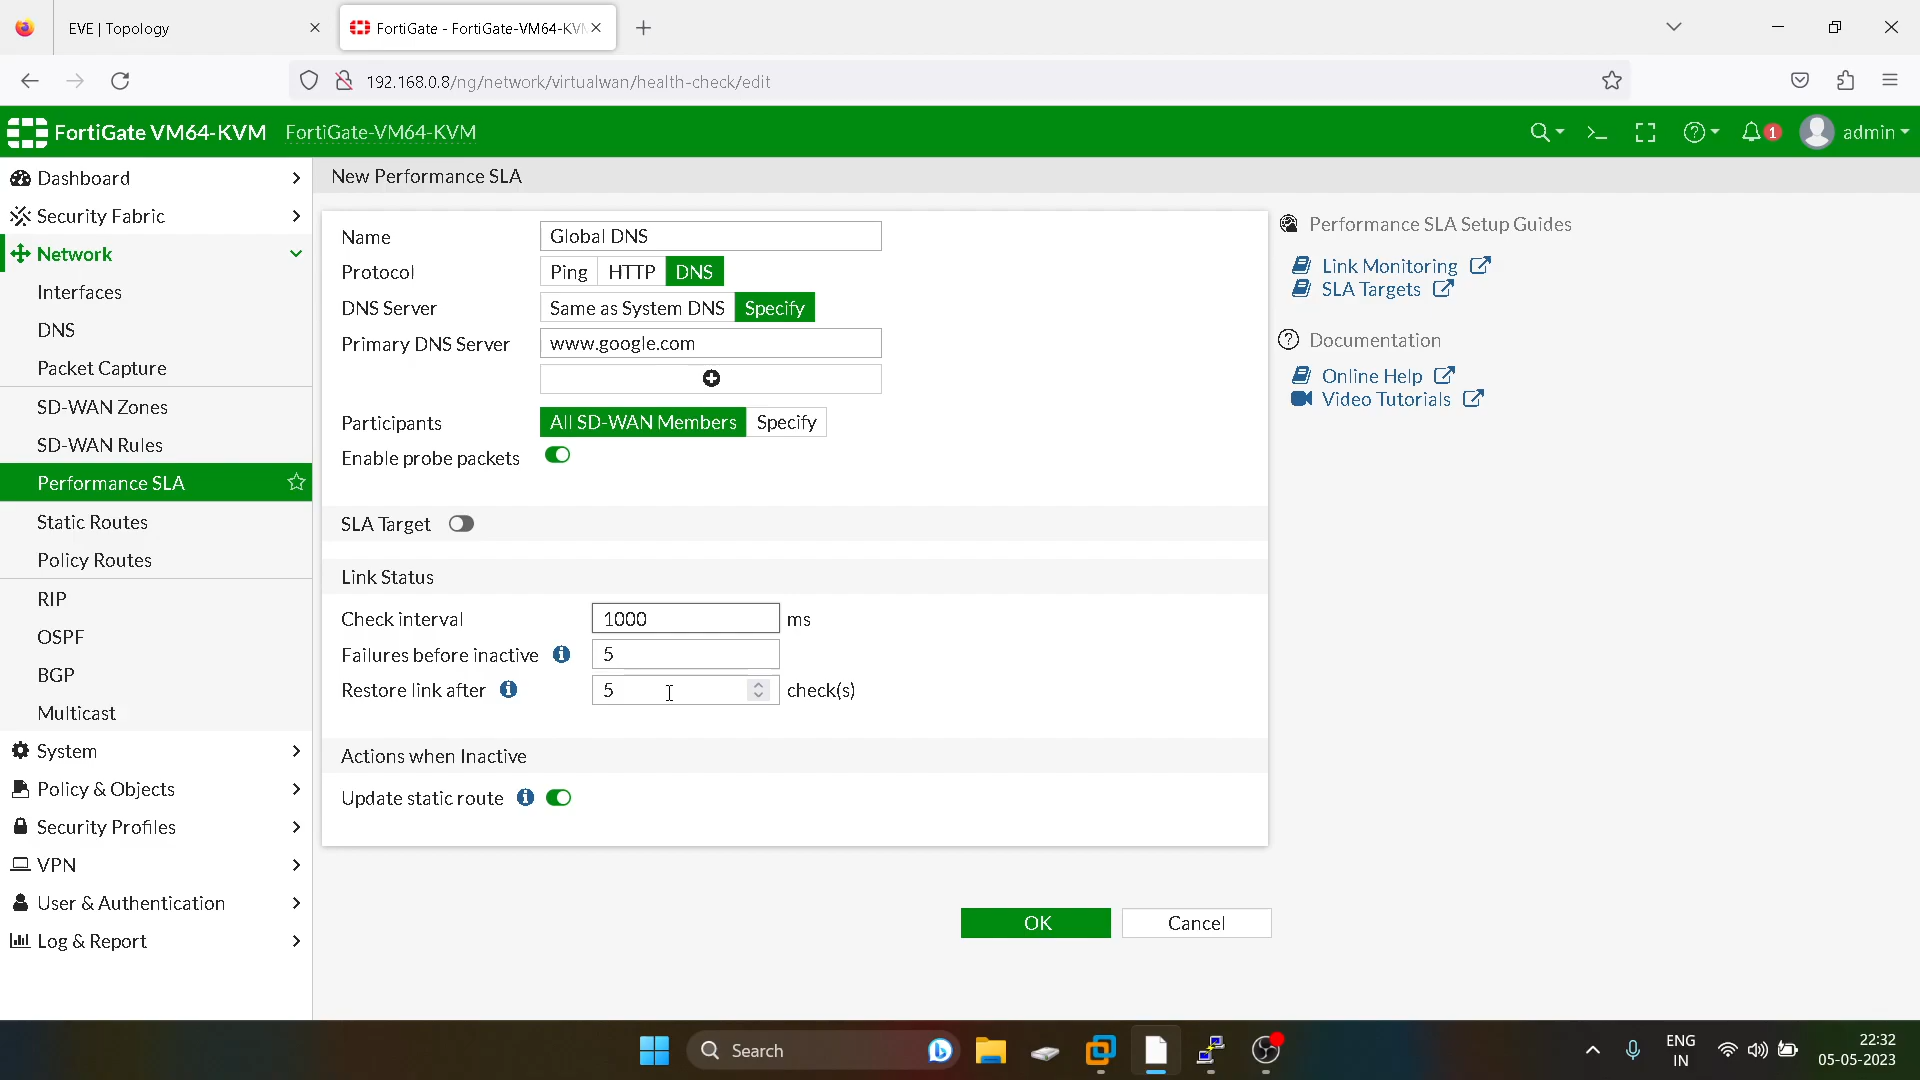 EVE | Topology
FortiGate - FortiGate-VM64-KVM
192.168.0.8/ng/network/virtualwan/health-check/edit
FortiGate VM64-KVM
FortiGate-VM64-KVM
1
admin
Dashboard
Security Fabric
Network
Interfaces
DNS
Packet Capture
SD-WAN Zones
SD-WAN Rules
Performance SLA
Static Routes
Policy Routes
RIP
OSPF
BGP
Multicast
System
Policy & Objects
Security Profiles
VPN
User & Authentication
Log & Report
New Performance SLA
Name Global DNS
Protocol Ping HTTP DNS
DNS Server Same as System DNS Specify
Primary DNS Server www.google.com
Participants All SD-WAN Members Specify
Enable probe packets
SLA Target
Link Status
Check interval 1000 ms
Failures before inactive 5
Restore link after 5 check(s)
Actions when Inactive
Update static route
OK Cancel
Performance SLA Setup Guides
Link Monitoring
SLA Targets
Documentation
Online Help
Video Tutorials
Search
ENG
IN
22:32
05-05-2023